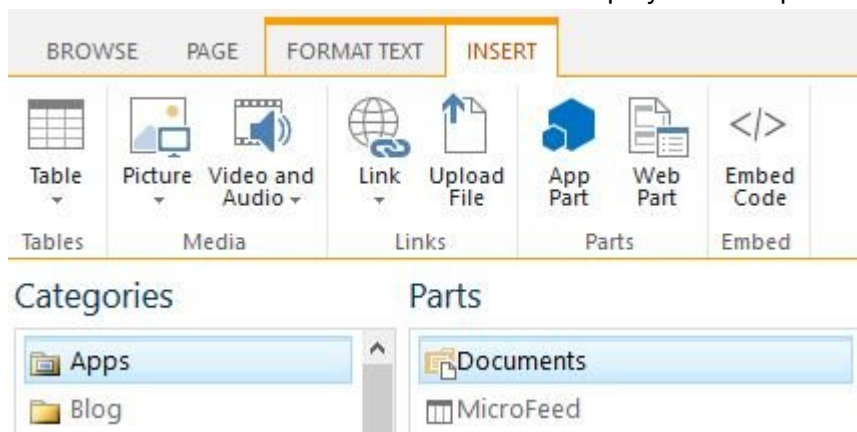 BROWSE PAGE FORMAT TEXT INSERT
Table Picture Video and Audio Link Upload File App Part Web Part Embed Code
Tables Media Links Parts Embed
Categories Parts
Apps Documents
Blog MicroFeed